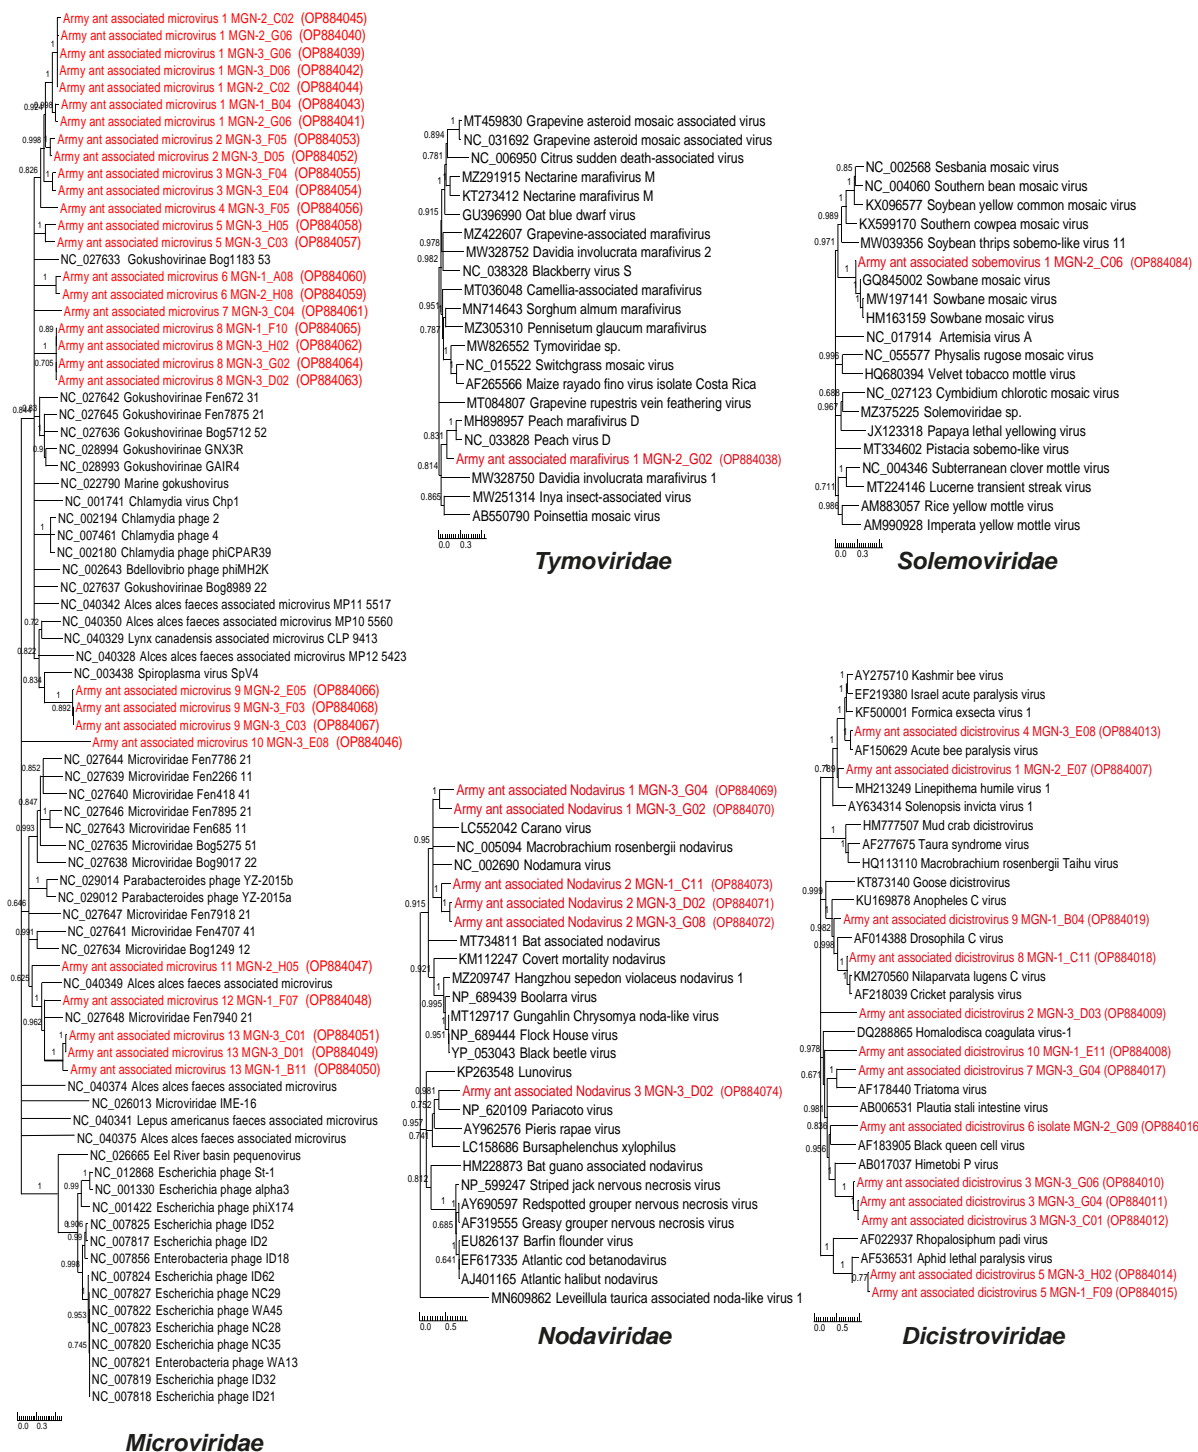 Army ant associated microvirus 1 MGN-2_C02 (OP884045)
Army ant associated microvirus 1 MGN-2_G06 (OP884040)
Army ant associated microvirus 1 MGN-3_G06 (OP884039)
Army ant associated microvirus 1 MGN-3_D06 (OP884042)
Army ant associated microvirus 1 MGN-2_C02 (OP884044)
Army ant associated microvirus 1 MGN-1_B04 (OP884043)
Army ant associated microvirus 1 MGN-2_G06 (OP884041)
Army ant associated microvirus 2 MGN-3_F05 (OP884053)
Army ant associated microvirus 2 MGN-3_D05 (OP884052)
Army ant associated microvirus 3 MGN-3_F04 (OP884055)
Army ant associated microvirus 3 MGN-3_E04 (OP884054)
Army ant associated microvirus 4 MGN-3_F05 (OP884056)
Army ant associated microvirus 5 MGN-3_H05 (OP884058)
Army ant associated microvirus 5 MGN-3_C03 (OP884057)
NC_027633 Gokushovirinae Bog1183 53
Army ant associated microvirus 6 MGN-1_A08 (OP884060)
Army ant associated microvirus 6 MGN-2_H08 (OP884059)
Army ant associated microvirus 7 MGN-3_C04 (OP884061)
Army ant associated microvirus 8 MGN-1_F10 (OP884065)
Army ant associated microvirus 8 MGN-3_H02 (OP884062)
Army ant associated microvirus 8 MGN-3_G02 (OP884064)
Army ant associated microvirus 8 MGN-3_D02 (OP884063)
NC_027642 Gokushovirinae Fen672 31
NC_027645 Gokushovirinae Fen7875 21
NC_027636 Gokushovirinae Bog5712 52
NC_028994 Gokushovirinae GNX3R
NC_028993 Gokushovirinae GAIR4
NC_022790 Marine gokushovirus
NC_001741 Chlamydia virus Chp1
NC_002194 Chlamydia phage 2
NC_007461 Chlamydia phage 4
NC_002180 Chlamydia phage phiCPAR39
NC_002643 Bdellovibrio phage phiMH2K
NC_027637 Gokushovirinae Bog8989 22
NC_040342 Alces alces faeces associated microvirus MP11 5517
NC_040350 Alces alces faeces associated microvirus MP10 5560
NC_040329 Lynx canadensis associated microvirus CLP 9413
NC_040328 Alces alces faeces associated microvirus MP12 5423
NC_003438 Spiroplasma virus SpV4
Army ant associated microvirus 9 MGN-2_E05 (OP884066)
Army ant associated microvirus 9 MGN-3_F03 (OP884068)
Army ant associated microvirus 9 MGN-3_C03 (OP884067)
Army ant associated microvirus 10 MGN-3_E08 (OP884046)
NC_027644 Microviridae Fen7786 21
NC_027639 Microviridae Fen2266 11
NC_027640 Microviridae Fen418 41
NC_027646 Microviridae Fen7895 21
NC_027643 Microviridae Fen685 11
NC_027635 Microviridae Bog5275 51
NC_027638 Microviridae Bog9017 22
NC_029014 Parabacteroides phage YZ-2015b
NC_029012 Parabacteroides phage YZ-2015a
NC_027647 Microviridae Fen7918 21
NC_027641 Microviridae Fen4707 41
NC_027634 Microviridae Bog1249 12
Army ant associated microvirus 11 MGN-2_H05 (OP884047)
NC_040349 Alces alces faeces associated microvirus
Army ant associated microvirus 12 MGN-1_F07 (OP884048)
NC_027648 Microviridae Fen7940 21
Army ant associated microvirus 13 MGN-3_C01 (OP884051)
Army ant associated microvirus 13 MGN-3_D01 (OP884049)
Army ant associated microvirus 13 MGN-1_B11 (OP884050)
NC_040374 Alces alces faeces associated microvirus
NC_026013 Microviridae IME-16
NC_040341 Lepus americanus faeces associated microvirus
NC_040375 Alces alces faeces associated microvirus
NC_026665 Eel River basin pequenovirus
NC_012868 Escherichia phage St-1
NC_001330 Escherichia phage alpha3
NC_001422 Escherichia phage phiX174
NC_007825 Escherichia phage ID52
NC_007817 Escherichia phage ID2
NC_007856 Enterobacteria phage ID18
NC_007824 Escherichia phage ID62
NC_007827 Escherichia phage NC29
NC_007822 Escherichia phage WA45
NC_007823 Escherichia phage NC28
NC_007820 Escherichia phage NC35
NC_007821 Enterobacteria phage WA13
NC_007819 Escherichia phage ID32
NC_007818 Escherichia phage ID21
0.0 0.3
Microviridae
MT459830 Grapevine asteroid mosaic associated virus
NC_031692 Grapevine asteroid mosaic associated virus
NC_006950 Citrus sudden death-associated virus
MZ291915 Nectarine marafivirus M
KT273412 Nectarine marafivirus M
GU396990 Oat blue dwarf virus
MZ422607 Grapevine-associated marafivirus
MW328752 Davidia involucrata marafivirus 2
NC_038328 Blackberry virus S
MT036048 Camellia-associated marafivirus
MN714643 Sorghum almum marafivirus
MZ305310 Pennisetum glaucum marafivirus
MW826552 Tymoviridae sp.
NC_015522 Switchgrass mosaic virus
AF265566 Maize rayado fino virus isolate Costa Rica
MT084807 Grapevine rupestris vein feathering virus
MH898957 Peach marafivirus D
NC_033828 Peach virus D
Army ant associated marafivirus 1 MGN-2_G02 (OP884038)
MW328750 Davidia involucrata marafivirus 1
MW251314 Inya insect-associated virus
AB550790 Poinsettia mosaic virus
0.0 0.3
Tymoviridae
NC_002568 Sesbania mosaic virus
NC_004060 Southern bean mosaic virus
KX096577 Soybean yellow common mosaic virus
KX599170 Southern cowpea mosaic virus
MW039356 Soybean thrips sobemo-like virus 11
Army ant associated sobemovirus 1 MGN-2_C06 (OP884084)
GQ845002 Sowbane mosaic virus
MW197141 Sowbane mosaic virus
HM163159 Sowbane mosaic virus
NC_017914 Artemisia virus A
NC_055577 Physalis rugose mosaic virus
HQ680394 Velvet tobacco mottle virus
NC_027123 Cymbidium chlorotic mosaic virus
MZ375225 Solemoviridae sp.
JX123318 Papaya lethal yellowing virus
MT334602 Pistacia sobemo-like virus
NC_004346 Subterranean clover mottle virus
MT224146 Lucerne transient streak virus
AM883057 Rice yellow mottle virus
AM990928 Imperata yellow mottle virus
0.0 0.3
Solemoviridae
Army ant associated Nodavirus 1 MGN-3_G04 (OP884069)
Army ant associated Nodavirus 1 MGN-3_G02 (OP884070)
LC552042 Carano virus
NC_005094 Macrobrachium rosenbergii nodavirus
NC_002690 Nodamura virus
Army ant associated Nodavirus 2 MGN-1_C11 (OP884073)
Army ant associated Nodavirus 2 MGN-3_D02 (OP884071)
Army ant associated Nodavirus 2 MGN-3_G08 (OP884072)
MT734811 Bat associated nodavirus
KM112247 Covert mortality nodavirus
MZ209747 Hangzhou sepedon violaceus nodavirus 1
NP_689439 Boolarra virus
MT129717 Gungahlin Chrysomya noda-like virus
NP_689444 Flock House virus
YP_053043 Black beetle virus
KP263548 Lunovirus
Army ant associated Nodavirus 3 MGN-3_D02 (OP884074)
NP_620109 Pariacoto virus
AY962576 Pieris rapae virus
LC158686 Bursaphelenchus xylophilus
HM228873 Bat guano associated nodavirus
NP_599247 Striped jack nervous necrosis virus
AY690597 Redspotted grouper nervous necrosis virus
AF319555 Greasy grouper nervous necrosis virus
EU826137 Barfin flounder virus
EF617335 Atlantic cod betanodavirus
AJ401165 Atlantic halibut nodavirus
MN609862 Leveillula taurica associated noda-like virus 1
0.0 0.5
Nodaviridae
AY275710 Kashmir bee virus
EF219380 Israel acute paralysis virus
KF500001 Formica exsecta virus 1
Army ant associated dicistrovirus 4 MGN-3_E08 (OP884013)
AF150629 Acute bee paralysis virus
Army ant associated dicistrovirus 1 MGN-2_E07 (OP884007)
MH213249 Linepithema humile virus 1
AY634314 Solenopsis invicta virus 1
HM777507 Mud crab dicistrovirus
AF277675 Taura syndrome virus
HQ113110 Macrobrachium rosenbergii Taihu virus
KT873140 Goose dicistrovirus
KU169878 Anopheles C virus
Army ant associated dicistrovirus 9 MGN-1_B04 (OP884019)
AF014388 Drosophila C virus
Army ant associated dicistrovirus 8 MGN-1_C11 (OP884018)
KM270560 Nilaparvata lugens C virus
AF218039 Cricket paralysis virus
Army ant associated dicistrovirus 2 MGN-3_D03 (OP884009)
DQ288865 Homalodisca coagulata virus-1
Army ant associated dicistrovirus 10 MGN-1_E11 (OP884008)
Army ant associated dicistrovirus 7 MGN-3_G04 (OP884017)
AF178440 Triatoma virus
AB006531 Plautia stali intestine virus
Army ant associated dicistrovirus 6 isolate MGN-2_G09 (OP884016
AF183905 Black queen cell virus
AB017037 Himetobi P virus
Army ant associated dicistrovirus 3 MGN-3_G06 (OP884010)
Army ant associated dicistrovirus 3 MGN-3_G04 (OP884011)
Army ant associated dicistrovirus 3 MGN-3_C01 (OP884012)
AF022937 Rhopalosiphum padi virus
AF536531 Aphid lethal paralysis virus
Army ant associated dicistrovirus 5 MGN-3_H02 (OP884014)
Army ant associated dicistrovirus 5 MGN-1_F09 (OP884015)
0.0 0.5
Dicistroviridae